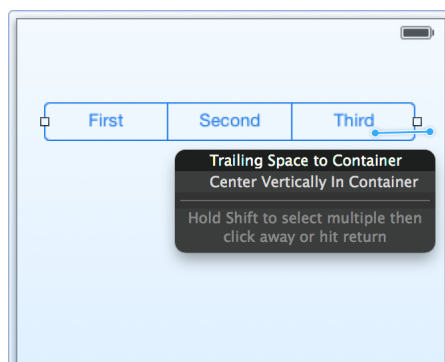 First Second Third
Trailing Space to Container
Center Vertically In Container
Hold Shift to select multiple then
click away or hit return